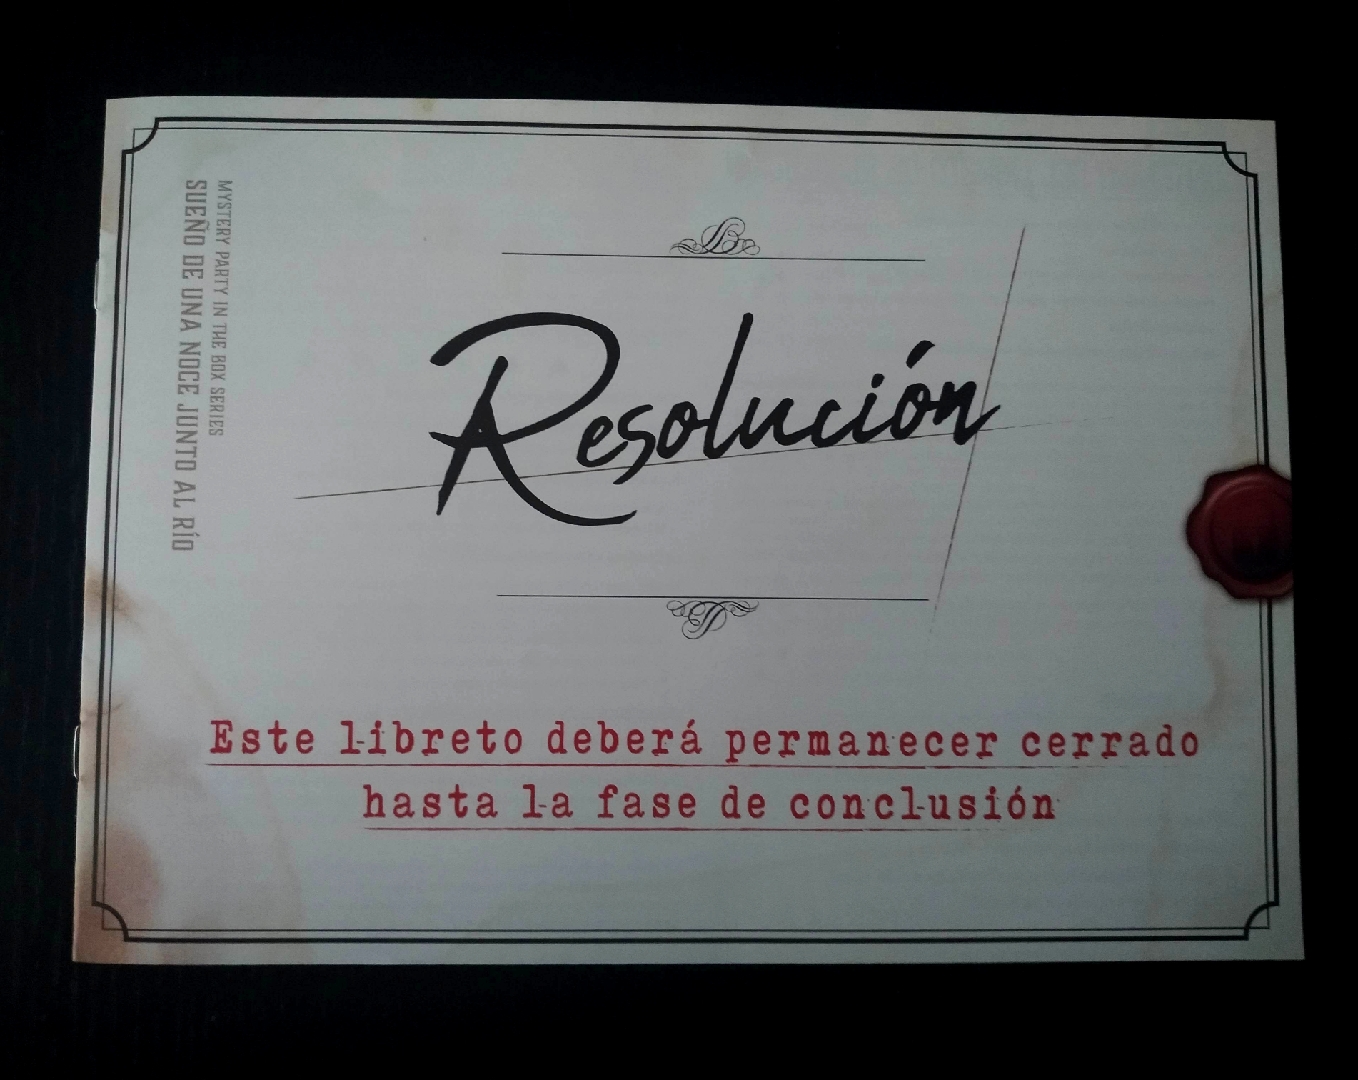 MYSTERY PARTY IN THE BOX SERIES
SUEÑO DE UNA NOCE JUNTO AL RÍO
Resolución
Este libreto deberá permanecer cerrado
hasta la fase de conclusión